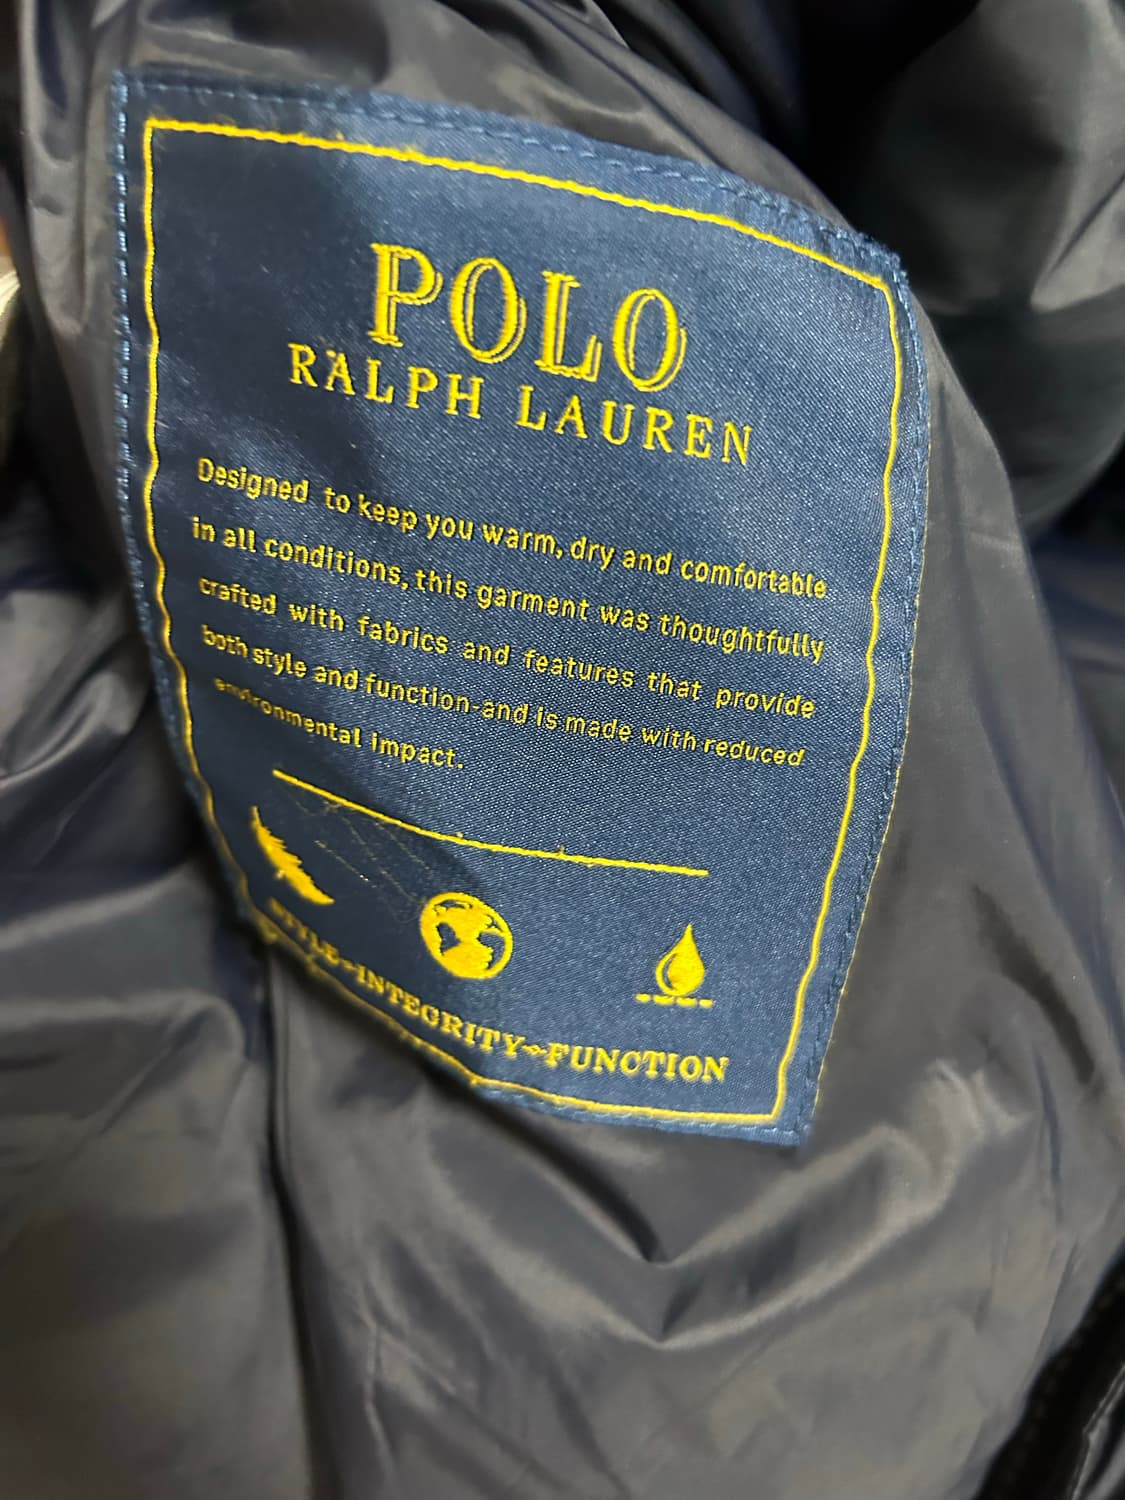 POLO
RALPH LAUREN
Designed to keep you warm, dry and comfortable
in all conditions, this garment was thoughtfully
crafted with fabrics and features that provide
both style and function-and is made with reduced
environmental impact.
STYLE-INTEGRITY-FUNCTION